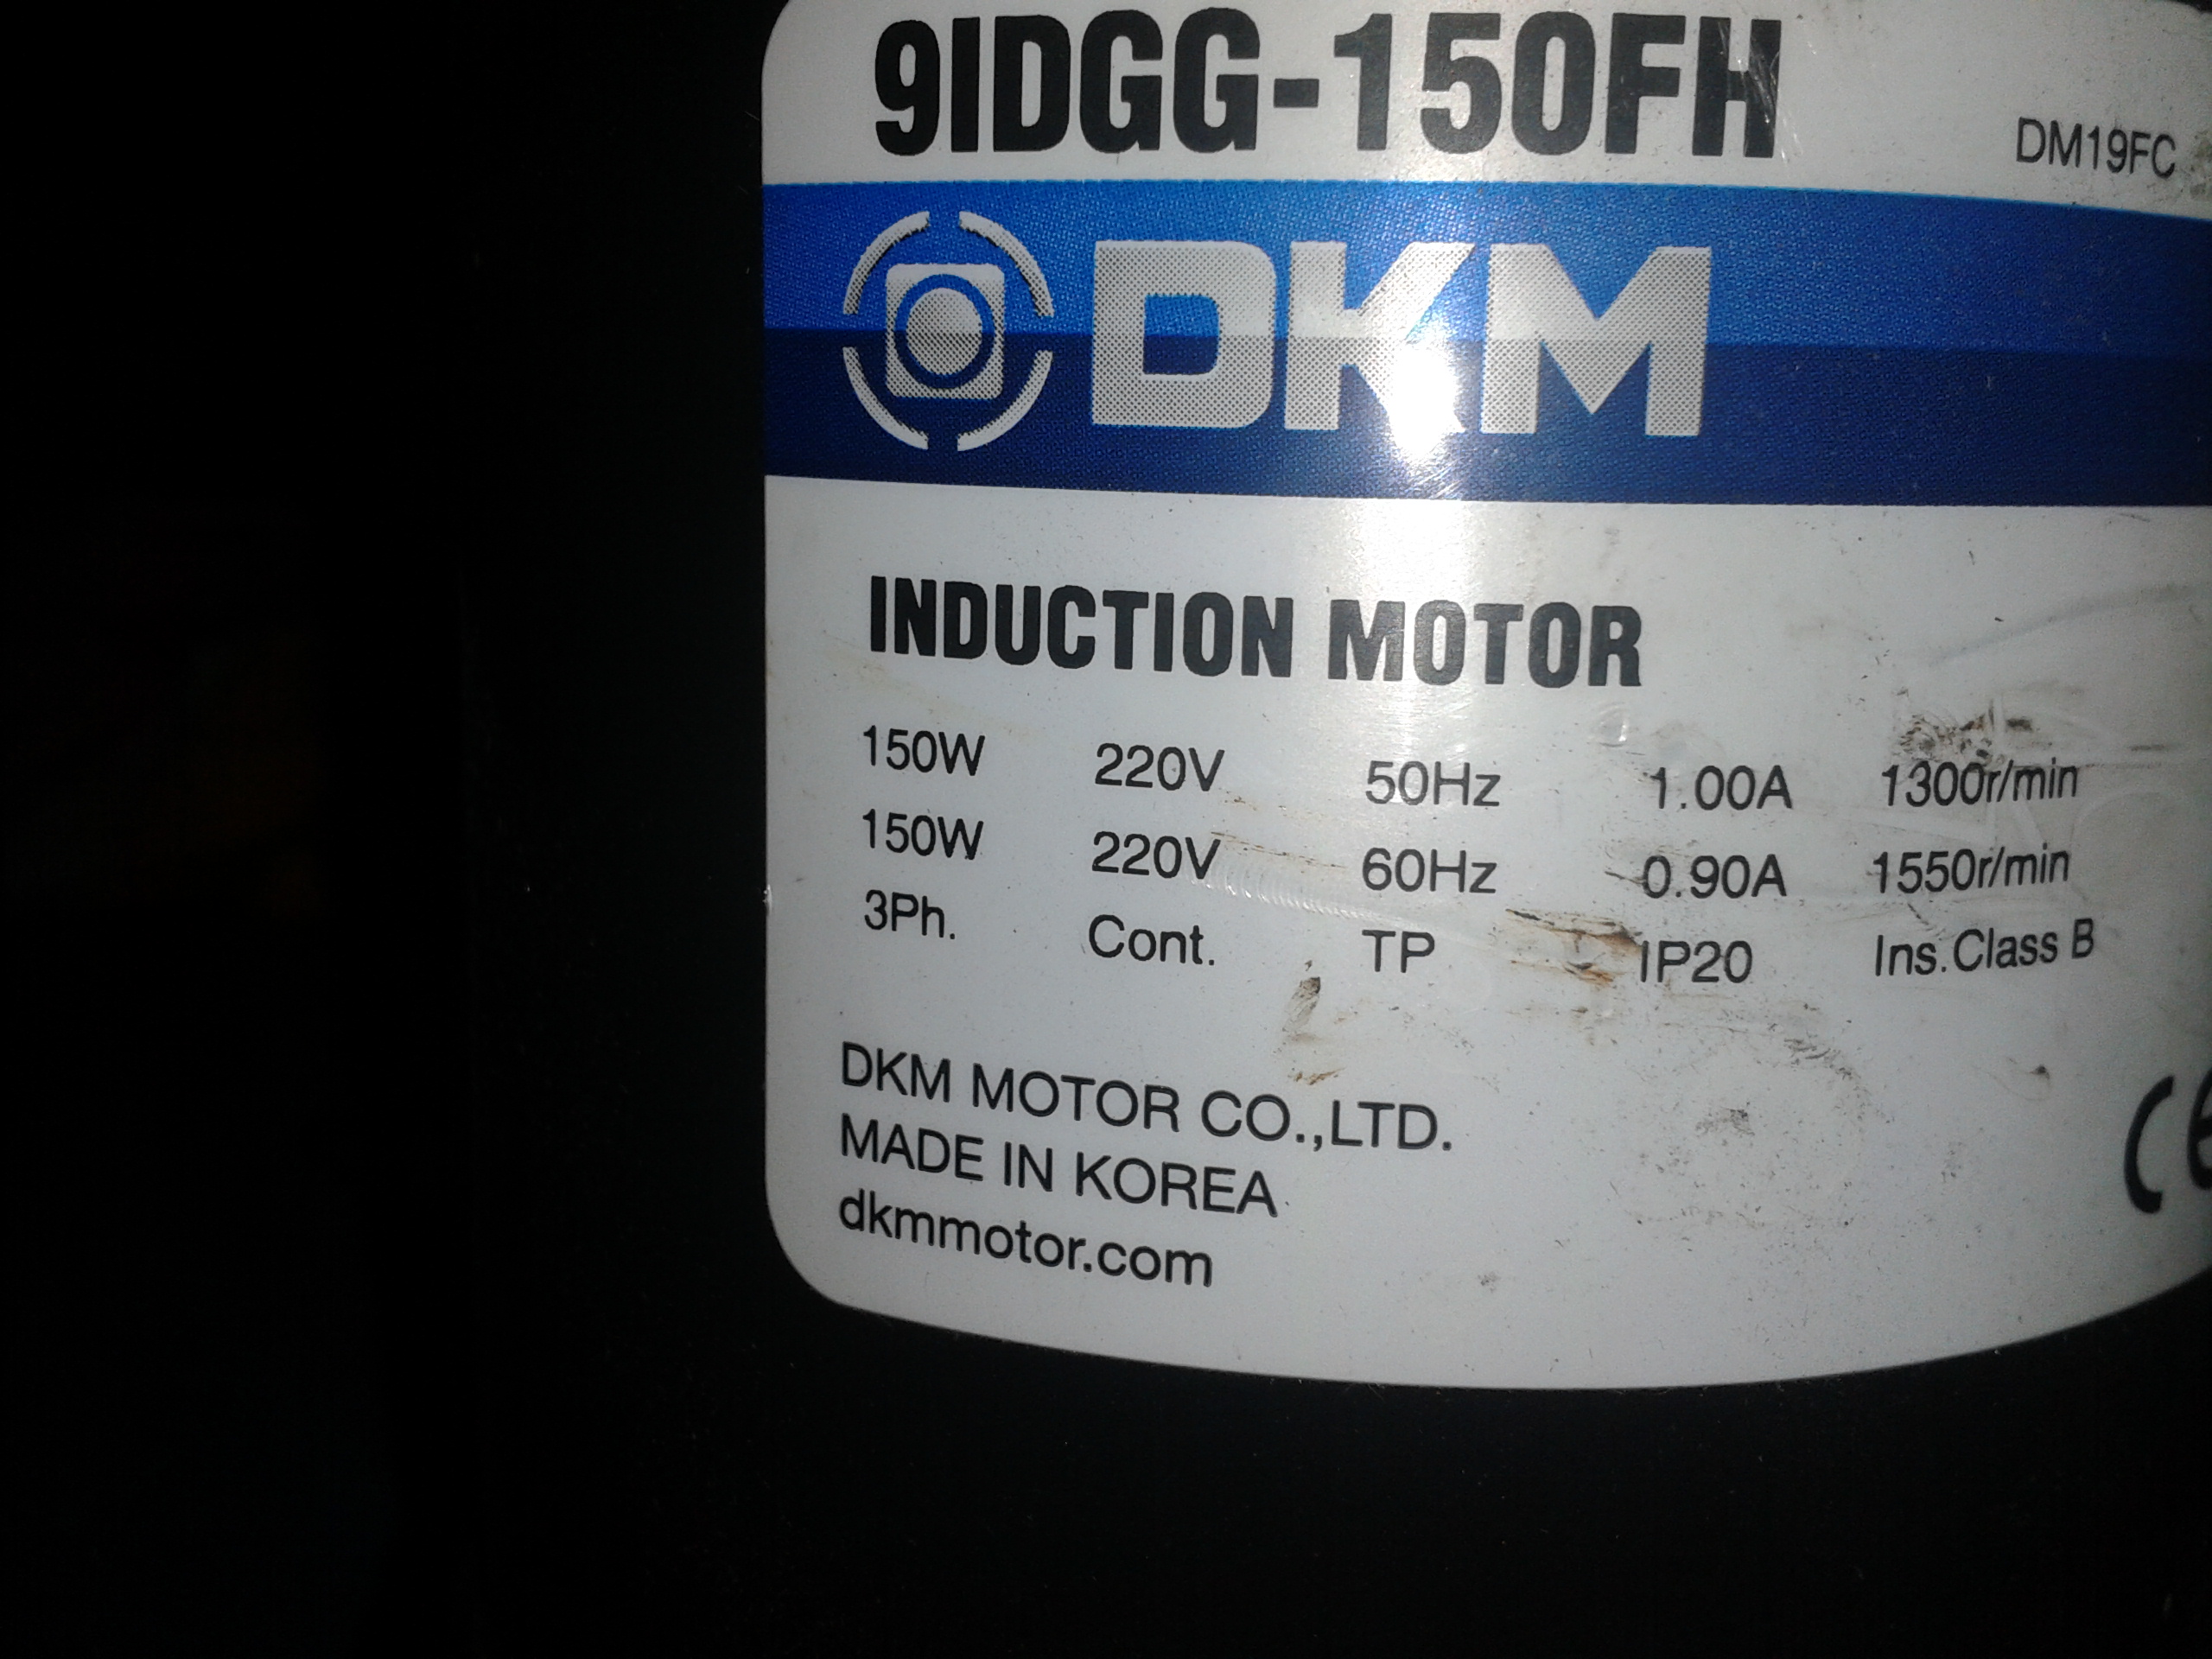 9IDGG-150FH
DM19FC
DKM
INDUCTION MOTOR
150W 220V 50Hz 1.00A 1300r/min
150W 220V 60Hz 0.90A 1550r/min
3Ph. Cont. TP IP20 Ins.Class B
DKM MOTOR CO.,LTD.
MADE IN KOREA
dkmmotor.com
CE